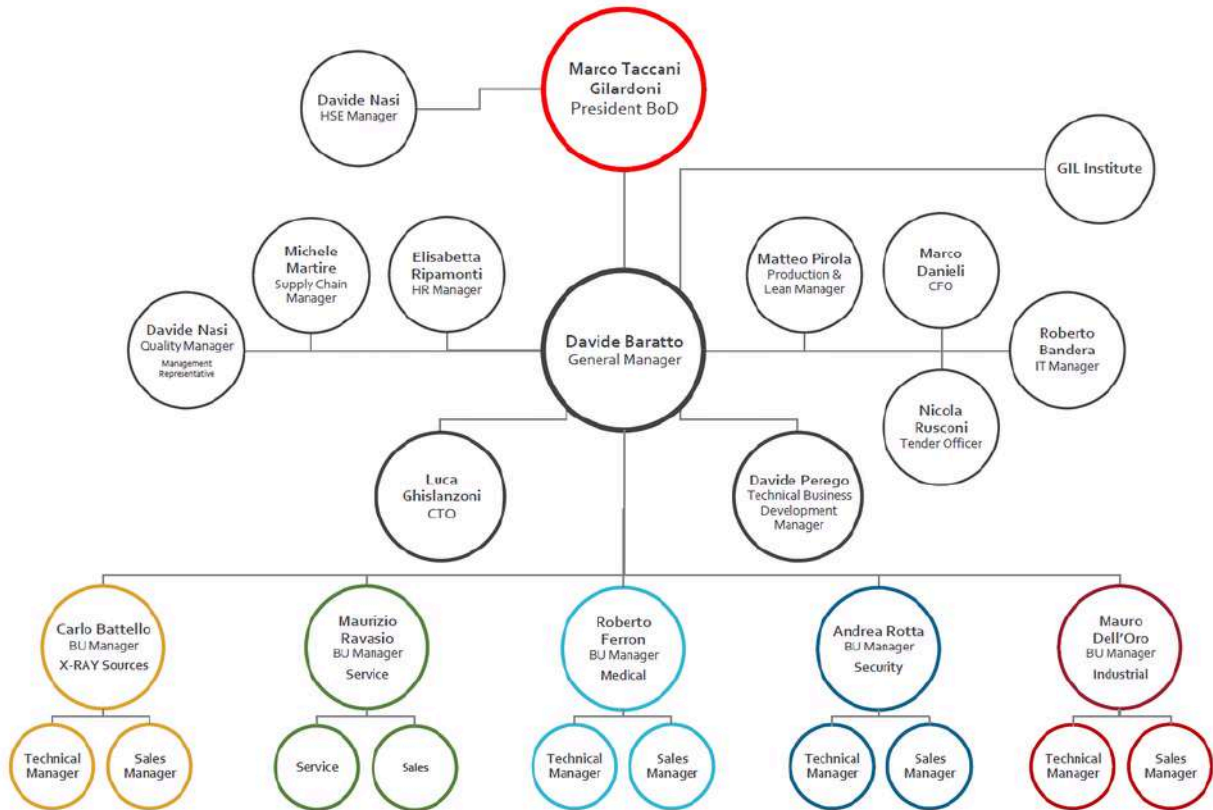 Marco Taccani
Gilardoni
President BoD
Davide Nasi
HSE Manager
GIL Institute
Michele
Martire
Supply Chain
Manager
Elisabetta
Ripamonti
HR Manager
Matteo Pirola
Production &
Lean Manager
Marco
Danieli
CFO
Davide Nasi
Quality Manager
Management
Representative
Davide Baratto
General Manager
Roberto
Bandera
IT Manager
Nicola
Rusconi
Tender Officer
Luca
Ghislanzoni
CTO
Davide Perego
Technical Business
Development
Manager
Carlo Battello
BU Manager
X-RAY Sources
Maurizio
Ravasio
BU Manager
Service
Roberto
Ferron
BU Manager
Medical
Andrea Rotta
BU Manager
Security
Mauro
Dell'Oro
BU Manager
Industrial
Technical
Manager
Sales
Manager
Service
Sales
Technical
Manager
Sales
Manager
Technical
Manager
Sales
Manager
Technical
Manager
Sales
Manager